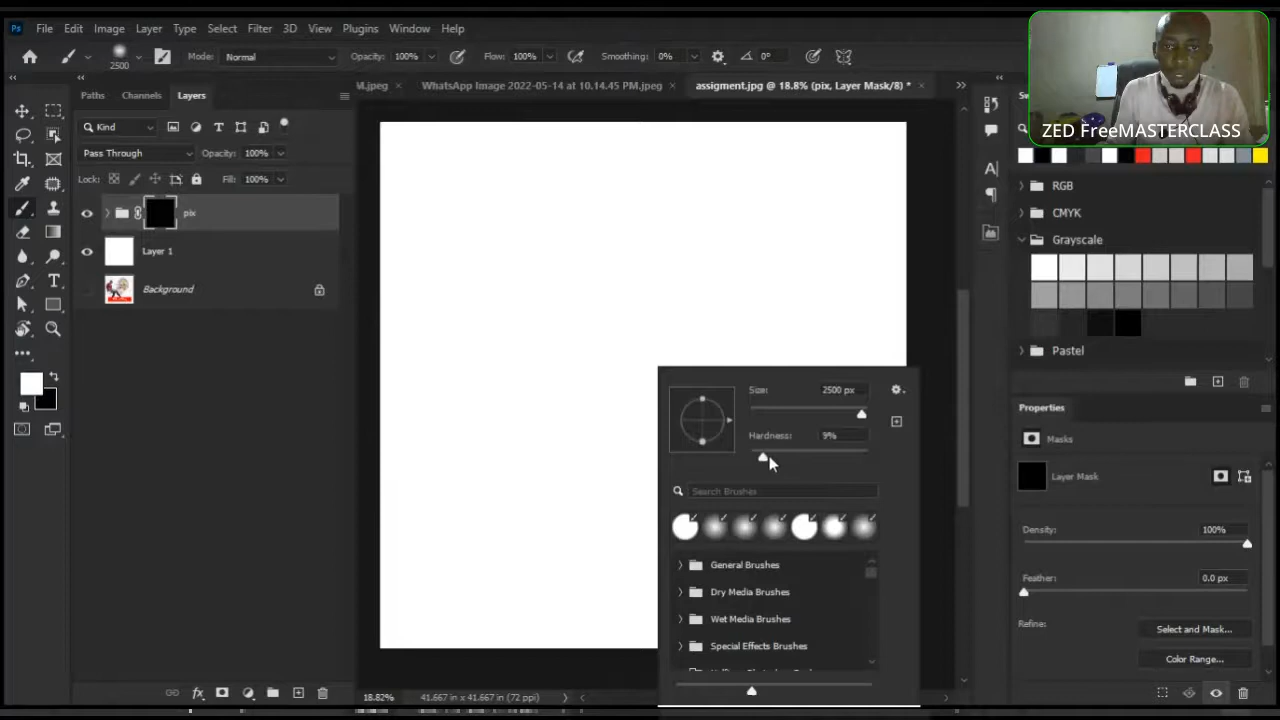 Ps File Edit Image Layer Type Select Filter 3D View Plugins Window Help
2500 Mode: Normal Opacity: 100% Flow: 100% Smoothing: 0% 0°
M.jpeg × WhatsApp Image 2022-05-14 at 10.14.45 PM.jpeg × assigment.jpg @ 18.8% (pix, Layer Mask/8) * ×
ZED FreeMASTERCLASS
Paths Channels Layers
Kind
Pass Through Opacity: 100%
Lock: Fill: 100%
pix
Layer 1
Background
Size: 2500 px
Hardness: 9%
Search Brushes
General Brushes
Dry Media Brushes
Wet Media Brushes
Special Effects Brushes
18.82% 41.667 in x 41.667 in (72 ppi)
RGB
CMYK
Grayscale
Pastel
Properties
Masks
Layer Mask
Density: 100%
Feather: 0.0 px
Refine: Select and Mask...
Color Range...